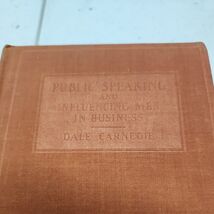 PUBLIC SPEAKING
AND
INFLUENCING MEN
IN BUSINESS
DALE CARNEGIE